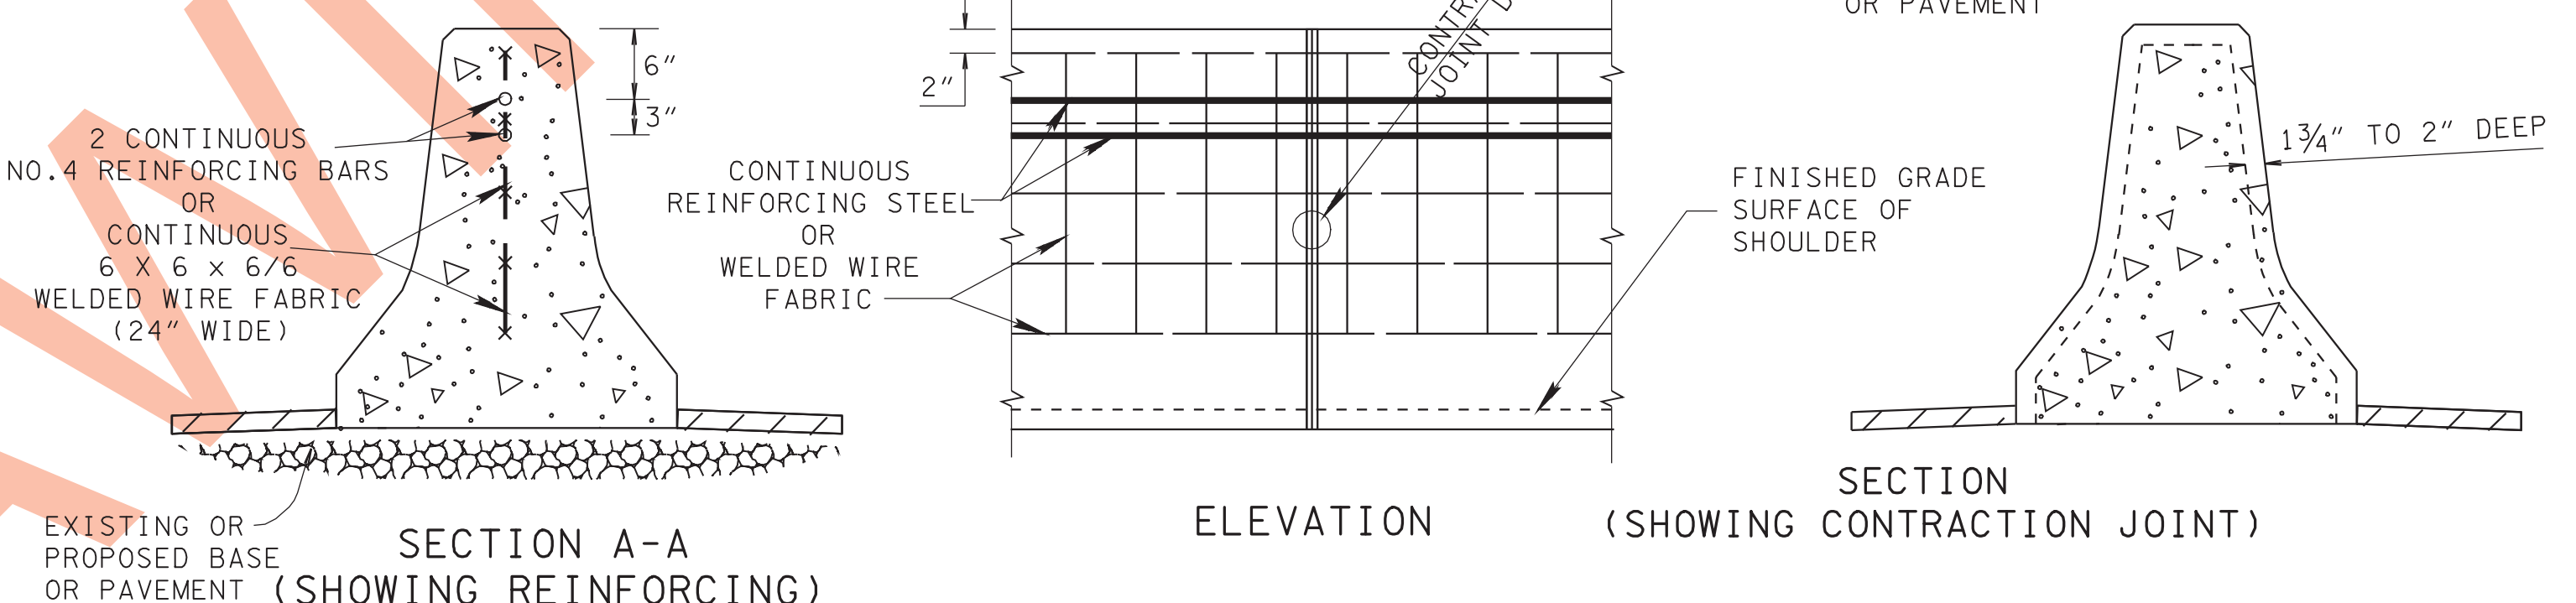 6"
3"
2 CONTINUOUS
NO.4 REINFORCING BARS
OR
CONTINUOUS
6 X 6 x 6/6
WELDED WIRE FABRIC
(24" WIDE)
EXISTING OR
PROPOSED BASE
OR PAVEMENT
SECTION A-A
(SHOWING REINFORCING)
2"
CONTINUOUS
REINFORCING STEEL
OR
WELDED WIRE
FABRIC
JOINT
ELEVATION
OR PAVEMENT
FINISHED GRADE
SURFACE OF
SHOULDER
1¾" TO 2" DEEP
SECTION
(SHOWING CONTRACTION JOINT)